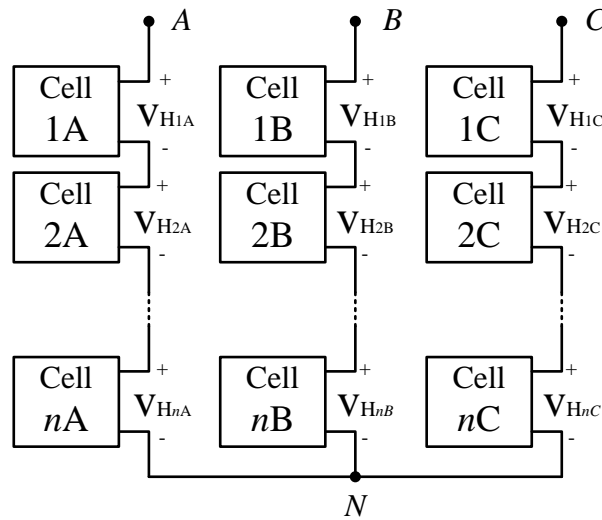 A B C
Cell 1A + V_H1A -
Cell 1B + V_H1B -
Cell 1C + V_H1C -
Cell 2A + V_H2A -
Cell 2B + V_H2B -
Cell 2C + V_H2C -
Cell nA + V_HnA -
Cell nB + V_HnB -
Cell nC + V_HnC -
N